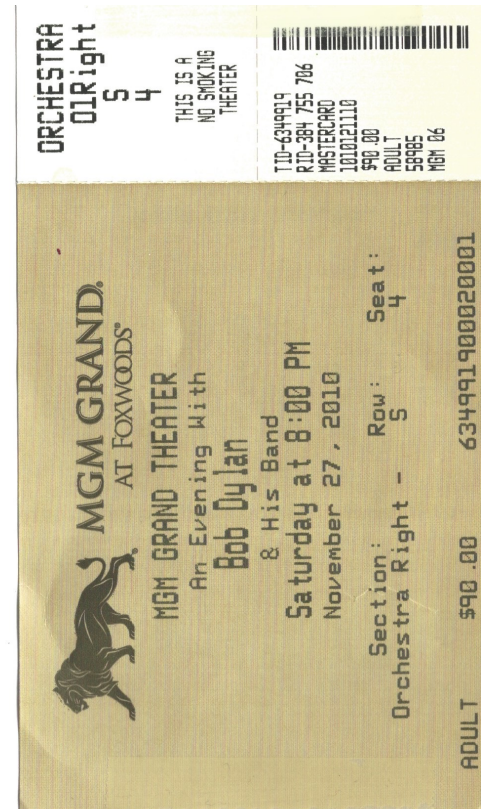 MGM GRAND®
AT FOXWOODS®
MGM GRAND THEATER
An Evening With
Bob Dylan
& His Band
Saturday at 8:00 PM
November 27, 2010
Section: Row: Seat:
Orchestra Right - S 4
ADULT $90.00 634991900020001
ORCHESTRA
01Right
S
4
THIS IS A
NO SMOKING
THEATER
TID-6349919
RID-384 755 706
MASTERCARD
1010121110
$90.00
ADULT
58985
MGM 06